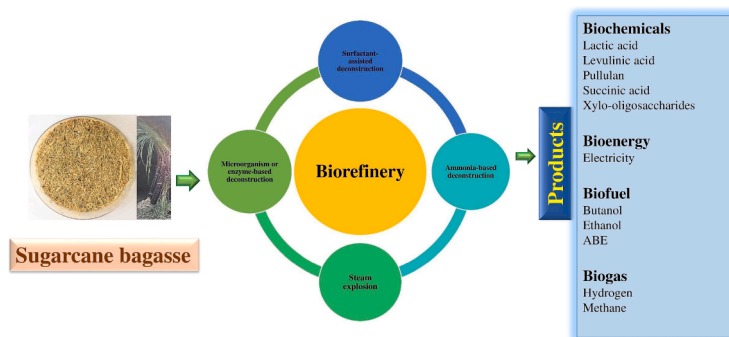 Sugarcane bagasse
Surfactant-
assisted deconstruction
Microorganism or
enzyme-based
deconstruction
Biorefinery
Ammonia-based
deconstruction
Steam
explosion
Products
Biochemicals
Lactic acid
Levulinic acid
Pullulan
Succinic acid
Xylo-oligosaccharides
Bioenergy
Electricity
Biofuel
Butanol
Ethanol
ABE
Biogas
Hydrogen
Methane